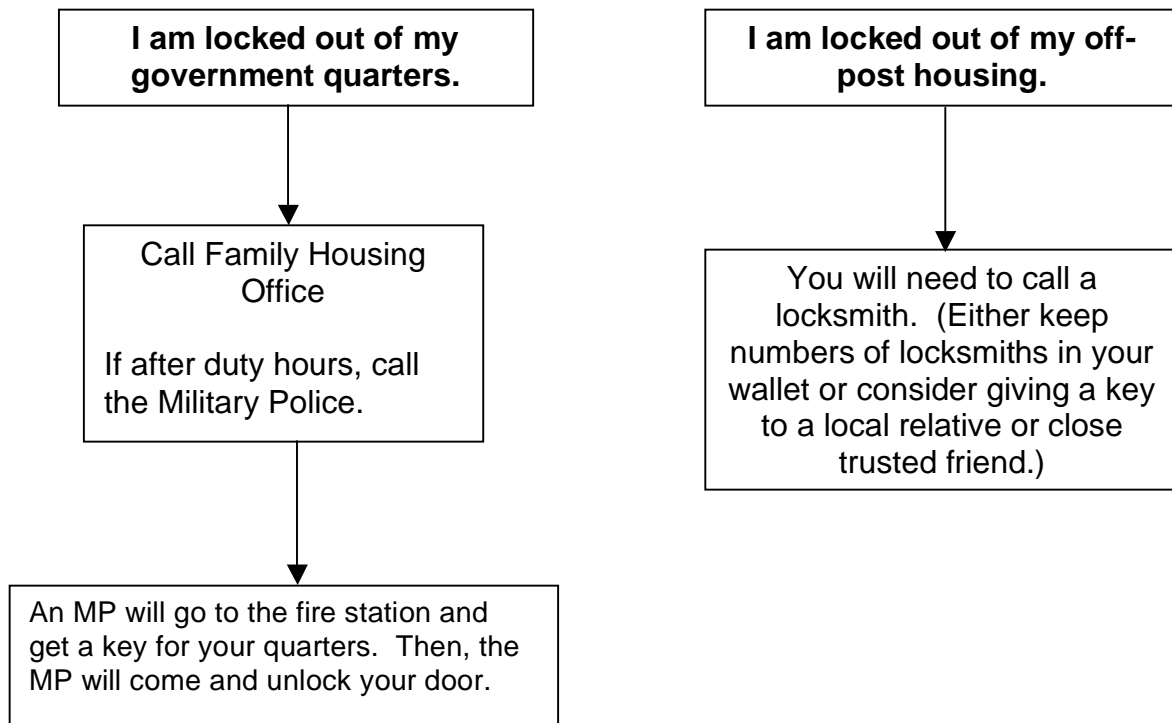 I am locked out of my
government quarters.
Call Family Housing
Office
If after duty hours, call
the Military Police.
An MP will go to the fire station and
get a key for your quarters.  Then, the
MP will come and unlock your door.
I am locked out of my off-
post housing.
You will need to call a
locksmith.  (Either keep
numbers of locksmiths in your
wallet or consider giving a key
to a local relative or close
trusted friend.)